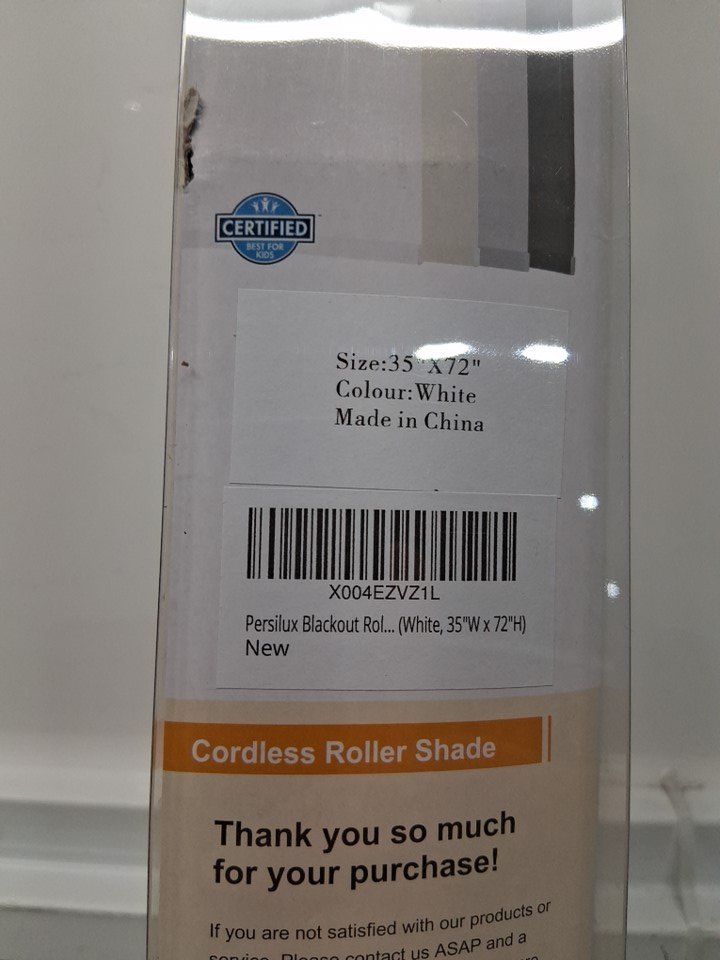 CERTIFIED
BEST FOR
KIDS
Size:35"X72"
Colour:White
Made in China
X004EZVZ1L
Persilux Blackout Rol... (White, 35"W x 72"H)
New
Cordless Roller Shade
Thank you so much
for your purchase!
If you are not satisfied with our products or
service. Please contact us ASAP and a